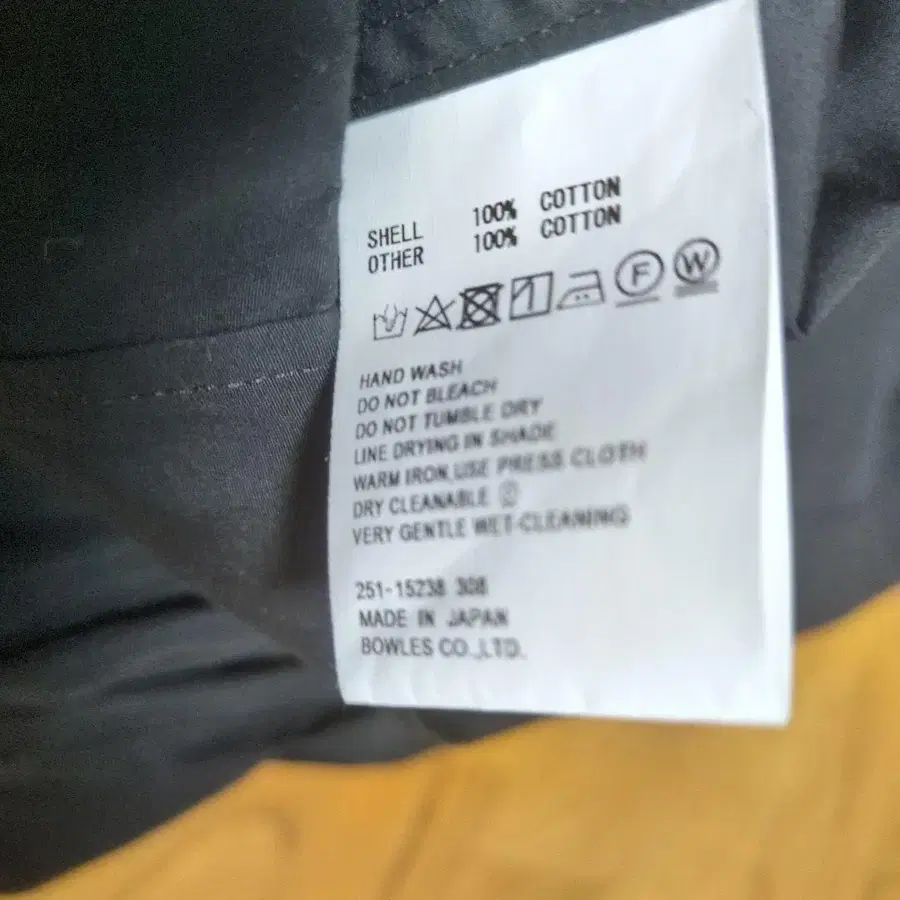 SHELL 100% COTTON
OTHER 100% COTTON
F W
HAND WASH
DO NOT BLEACH
DO NOT TUMBLE DRY
LINE DRYING IN SHADE
WARM IRON,USE PRESS CLOTH
DRY CLEANABLE
VERY GENTLE WET-CLEANING
251-15238 308
MADE IN JAPAN
BOWLES CO.,LTD.